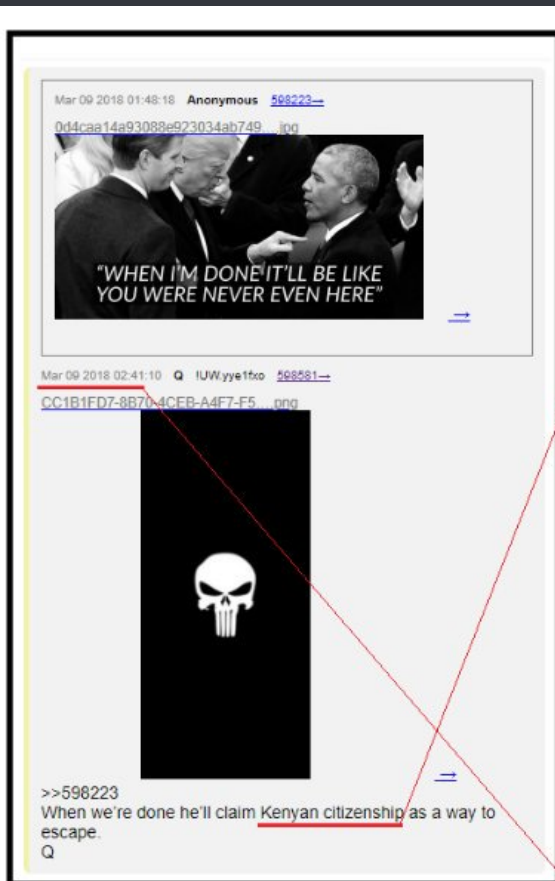 Mar 09 2018 01:48:18 Anonymous 598223→
0d4caa14a93088e923034ab749....jpg
"WHEN I'M DONE IT'LL BE LIKE
YOU WERE NEVER EVEN HERE"
→
Mar 09 2018 02:41:10 Q !UW.yye1fxo 598581→
CC1B1FD7-8B70-4CEB-A4F7-F5....png
→
>>598223
When we're done he'll claim Kenyan citizenship as a way to
escape.
Q